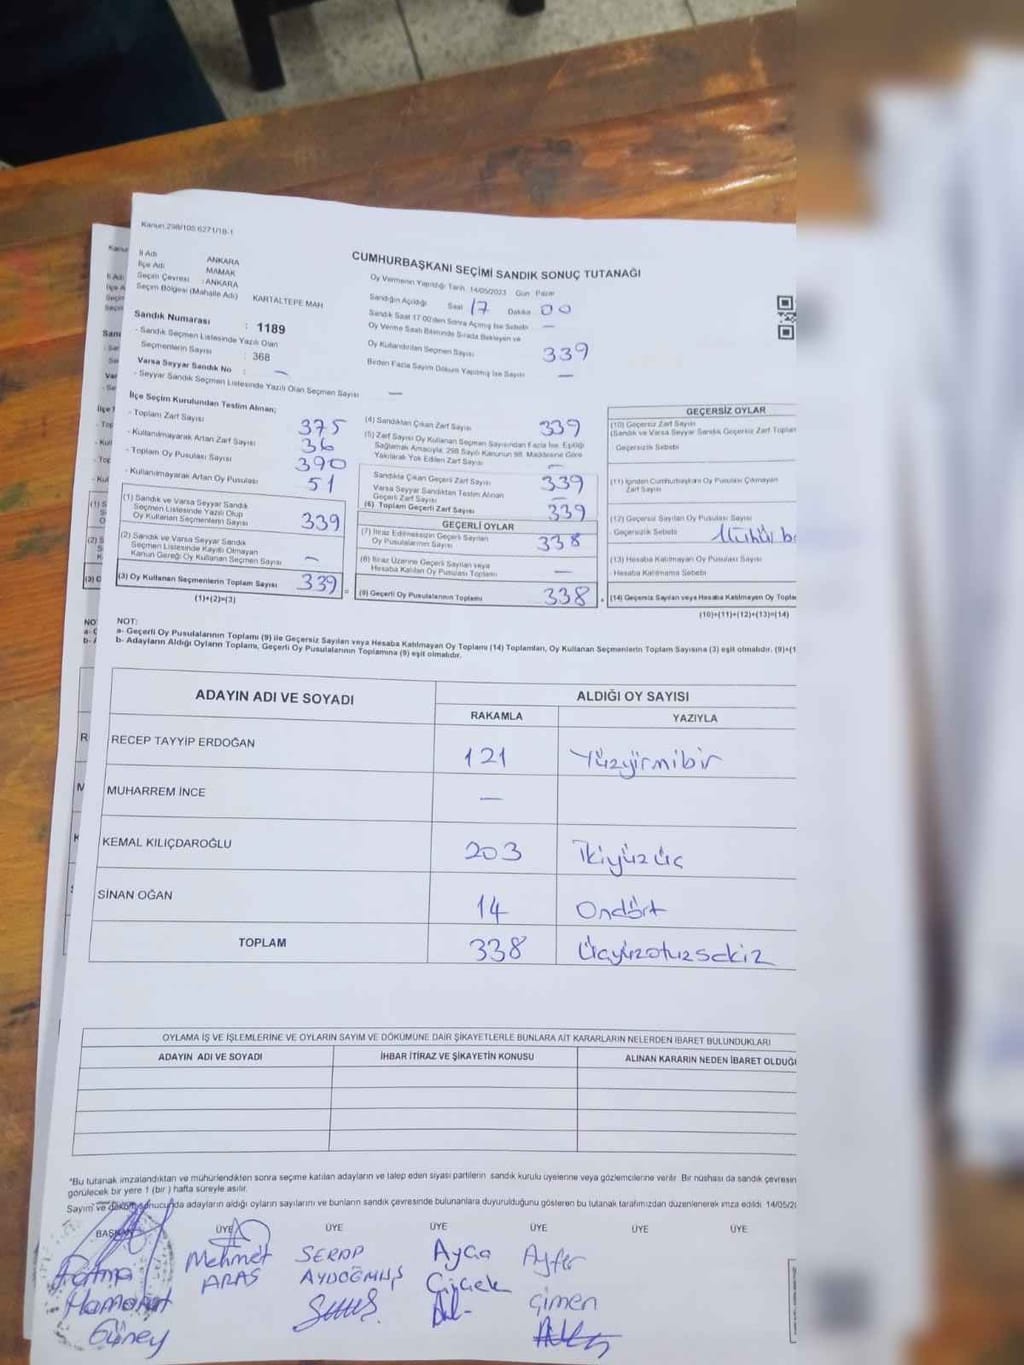 Kanun:298/105;6271/18-1
CUMHURBAŞKANI SEÇİMİ SANDIK SONUÇ TUTANAĞI
İl Adı ANKARA
İlçe Adı MAMAK
Seçim Çevresi : ANKARA
Seçim Bölgesi (Mahalle Adı) KARTALTEPE MAH
Oy Vermenin Yapıldığı Tarih 14/05/2023 Gün Pazar
Sandığın Açıldığı Saat 17 Dakika 00
Sandık Saat 17:00'den Sonra Açılmış İse Sebebi —
Oy Verme Saati Bitiminde Sırada Bekleyen ve
Oy Kullandırılan Seçmen Sayısı 339
Birden Fazla Sayım Döküm Yapılmış İse Sayısı —
Sandık Numarası : 1189
- Sandık Seçmen Listesinde Yazılı Olan
Seçmenlerin Sayısı : 368
Varsa Seyyar Sandık No : —
- Seyyar Sandık Seçmen Listesinde Yazılı Olan Seçmen Sayısı —
İlçe Seçim Kurulundan Teslim Alınan;
- Toplam Zarf Sayısı 375
- Kullanılmayarak Artan Zarf Sayısı 36
- Toplam Oy Pusulası Sayısı 390
- Kullanılmayarak Artan Oy Pusulası 51
(1) Sandık ve Varsa Seyyar Sandık
Seçmen Listesinde Yazılı Olup
Oy Kullanan Seçmenlerin Sayısı 339
(2) Sandık ve Varsa Seyyar Sandık
Seçmen Listesinde Kayıtlı Olmayan
Kanun Gereği Oy Kullanan Seçmen Sayısı —
(3) Oy Kullanan Seçmenlerin Toplam Sayısı 339
(1)+(2)=(3)
(4) Sandıktan Çıkan Zarf Sayısı 339
(5) Zarf Sayısı Oy Kullanan Seçmen Sayısından Fazla İse, Eşitliği
Sağlamak Amacıyla, 298 Sayılı Kanunun 98. Maddesine Göre
Yakılarak Yok Edilen Zarf Sayısı —
Sandıkta Çıkan Geçerli Zarf Sayısı 339
Varsa Seyyar Sandıktan Teslim Alınan
Geçerli Zarf Sayısı —
(6) Toplam Geçerli Zarf Sayısı 339
GEÇERLİ OYLAR
(7) İtiraz Edilmeksizin Geçerli Sayılan
Oy Pusulalarının Sayısı 338
(8) İtiraz Üzerine Geçerli Sayılan veya
Hesaba Katılan Oy Pusulası Toplamı —
(9) Geçerli Oy Pusulalarının Toplamı 338
GEÇERSİZ OYLAR
(10) Geçersiz Zarf Sayısı
(Sandık ve Varsa Seyyar Sandık Geçersiz Zarf Toplam
- Geçersizlik Sebebi
(11) İçinden Cumhurbaşkanı Oy Pusulası Çıkmayan
Zarf Sayısı
(12) Geçersiz Sayılan Oy Pusulası Sayısı
- Geçersizlik Sebebi Mühür b
(13) Hesaba Katılmayan Oy Pusulası Sayısı
- Hesaba Katılmama Sebebi
(14) Geçersiz Sayılan veya Hesaba Katılmayan Oy Topla
(10)+(11)+(12)+(13)=(14)
NOT:
a- Geçerli Oy Pusulalarının Toplamı (9) ile Geçersiz Sayılan veya Hesaba Katılmayan Oy Toplamı (14) Toplamları, Oy Kullanan Seçmenlerin Toplam Sayısına (3) eşit olmalıdır, (9)+(1
b- Adayların Aldığı Oyların Toplamı, Geçerli Oy Pusulalarının Toplamına (9) eşit olmalıdır.
ADAYIN ADI VE SOYADI ALDIĞI OY SAYISI
RAKAMLA YAZIYLA
RECEP TAYYİP ERDOĞAN 121 Yüzyirmibir
MUHARREM İNCE —
KEMAL KILIÇDAROĞLU 203 İkiyüzüç
SİNAN OĞAN 14 Ondört
TOPLAM 338 Üçyüzotuzsekiz
OYLAMA İŞ VE İŞLEMLERİNE VE OYLARIN SAYIM VE DÖKÜMÜNE DAİR ŞİKAYETLERLE BUNLARA AİT KARARLARIN NELERDEN İBARET BULUNDUKLARI
ADAYIN ADI VE SOYADI İHBAR İTİRAZ VE ŞİKAYETİN KONUSU ALINAN KARARIN NEDEN İBARET OLDUĞU
*Bu tutanak imzalandıktan ve mühürlendikten sonra seçime katılan adayların ve talep eden siyasi partilerin sandık kurulu üyelerine veya gözlemcilerine verilir. Bir nüshası da sandık çevresin
görülecek bir yere 1 (bir) hafta süreyle asılır.
Sayım ve döküm sonucunda adayların aldığı oyların sayılarını ve bunların sandık çevresinde bulunanlara duyurulduğunu gösteren bu tutanak tarafımızdan düzenlenerek imza edildi. 14/05/20
BAŞKAN ÜYE ÜYE ÜYE ÜYE ÜYE ÜYE
Fatma Mehmet SERAP Ayça Ayfer
ARAS AYDOĞMUŞ Çiçek Çimen
Güney